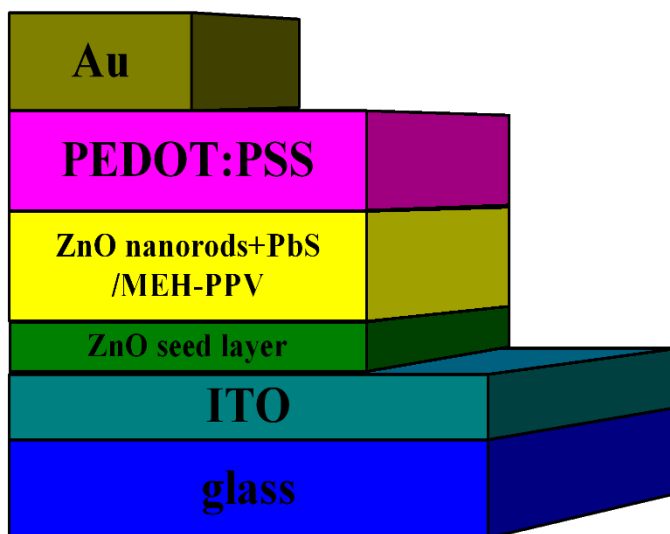 Au
PEDOT:PSS
ZnO nanorods+PbS
/MEH-PPV
ZnO seed layer
ITO
glass